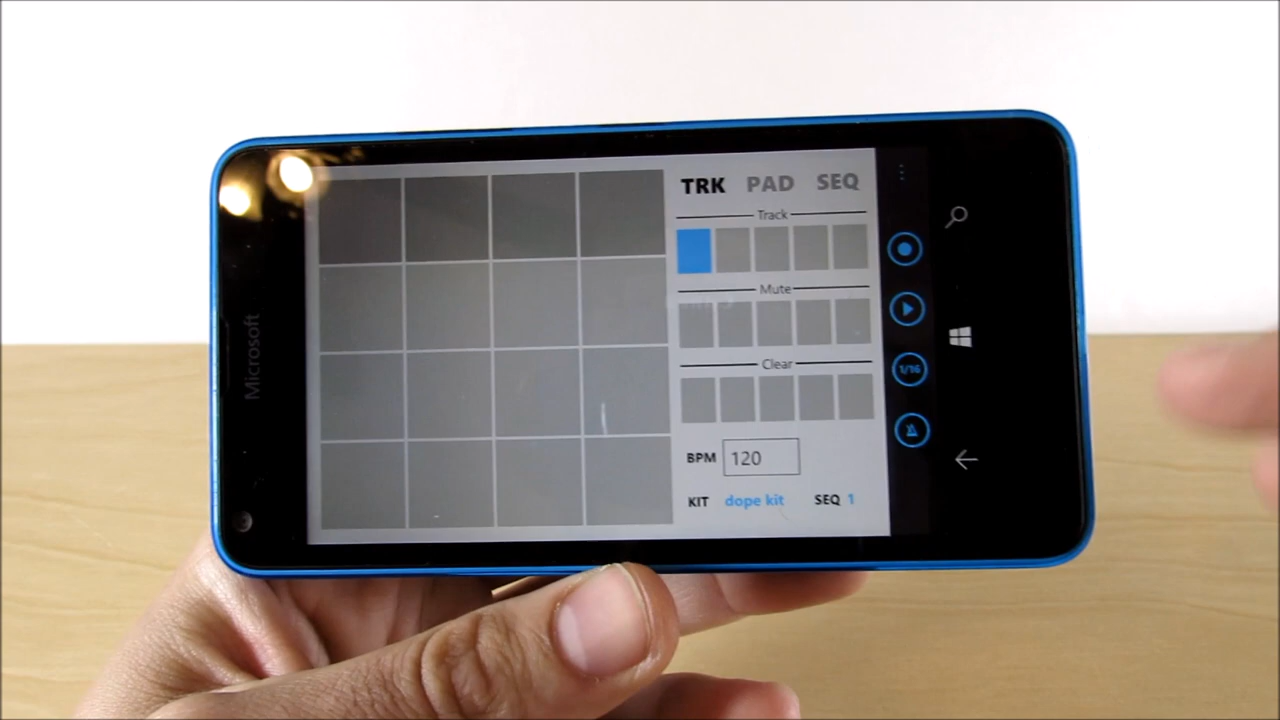 Microsoft
TRK PAD SEQ
Track
Mute
Clear
BPM 120
KIT dope kit SEQ 1
1/16